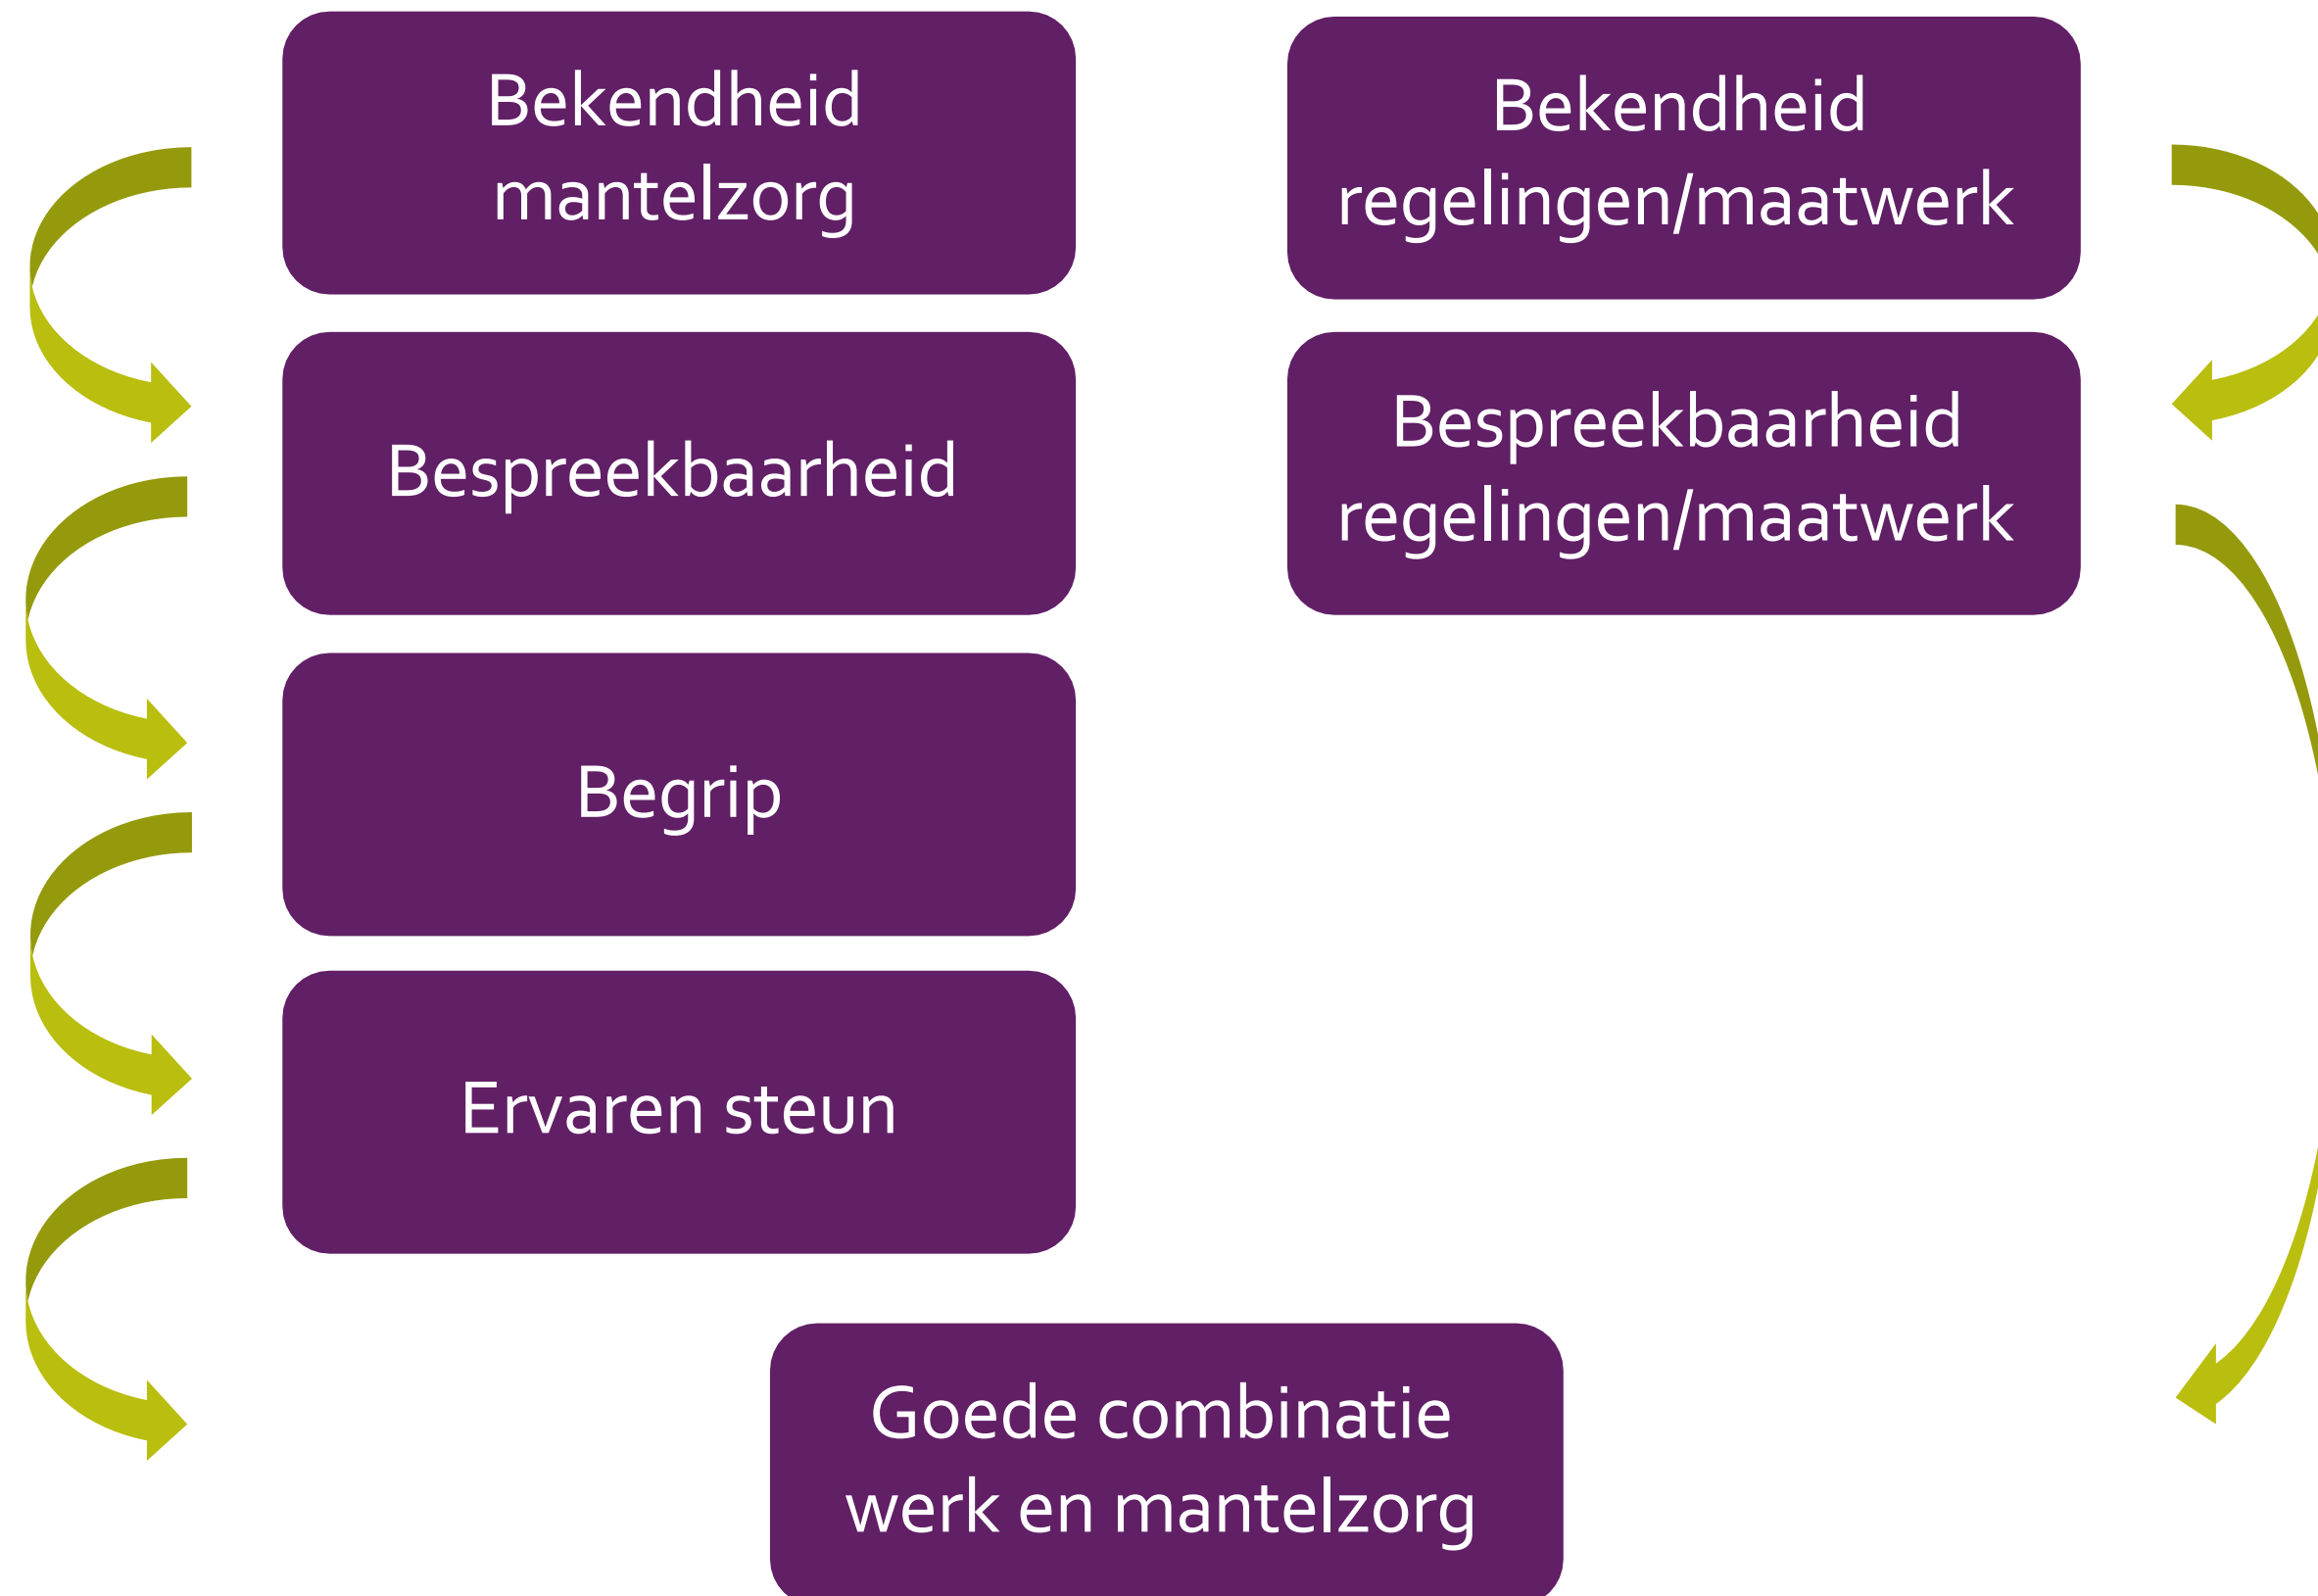 Bekendheid
mantelzorg
Bekendheid
regelingen/maatwerk
Bespreekbaarheid
Bespreekbaarheid
regelingen/maatwerk
Begrip
Ervaren steun
Goede combinatie
werk en mantelzorg